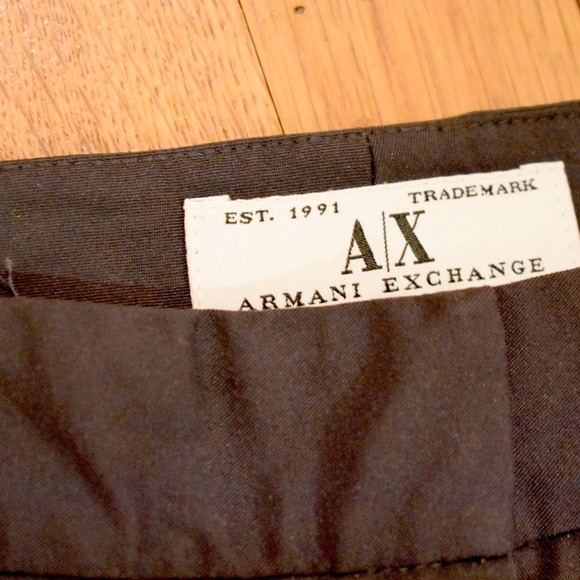 EST. 1991 TRADEMARK
A|X
ARMANI EXCHANGE